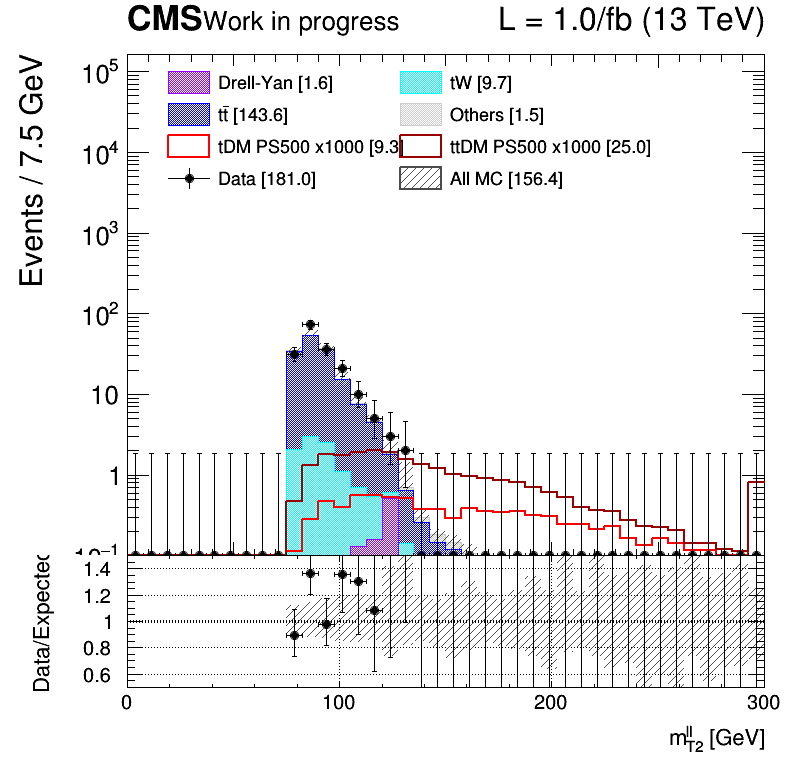 CMS Work in progress L = 1.0/fb (13 TeV)
Events / 7.5 GeV
10⁵
10⁴
10³
10²
10
1
10⁻¹
Drell-Yan [1.6] tW [9.7]
tt̄ [143.6] Others [1.5]
tDM PS500 x1000 [9.3 ttDM PS500 x1000 [25.0]
Data [181.0] All MC [156.4]
Data/Expected
1.4
1.2
1
0.8
0.6
0 100 200 300
m^ll_T2 [GeV]